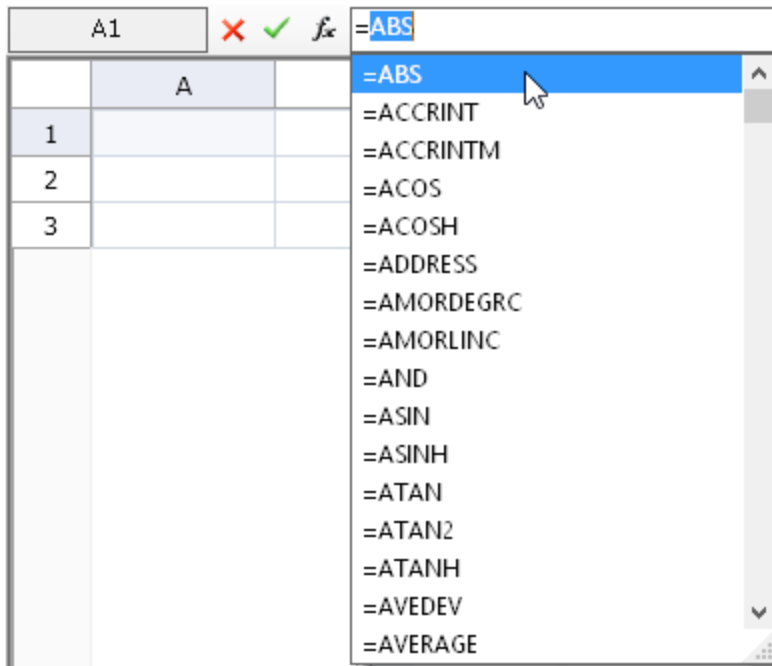 A1 fx =ABS
A
1
2
3
=ABS
=ACCRINT
=ACCRINTM
=ACOS
=ACOSH
=ADDRESS
=AMORDEGRC
=AMORLINC
=AND
=ASIN
=ASINH
=ATAN
=ATAN2
=ATANH
=AVEDEV
=AVERAGE